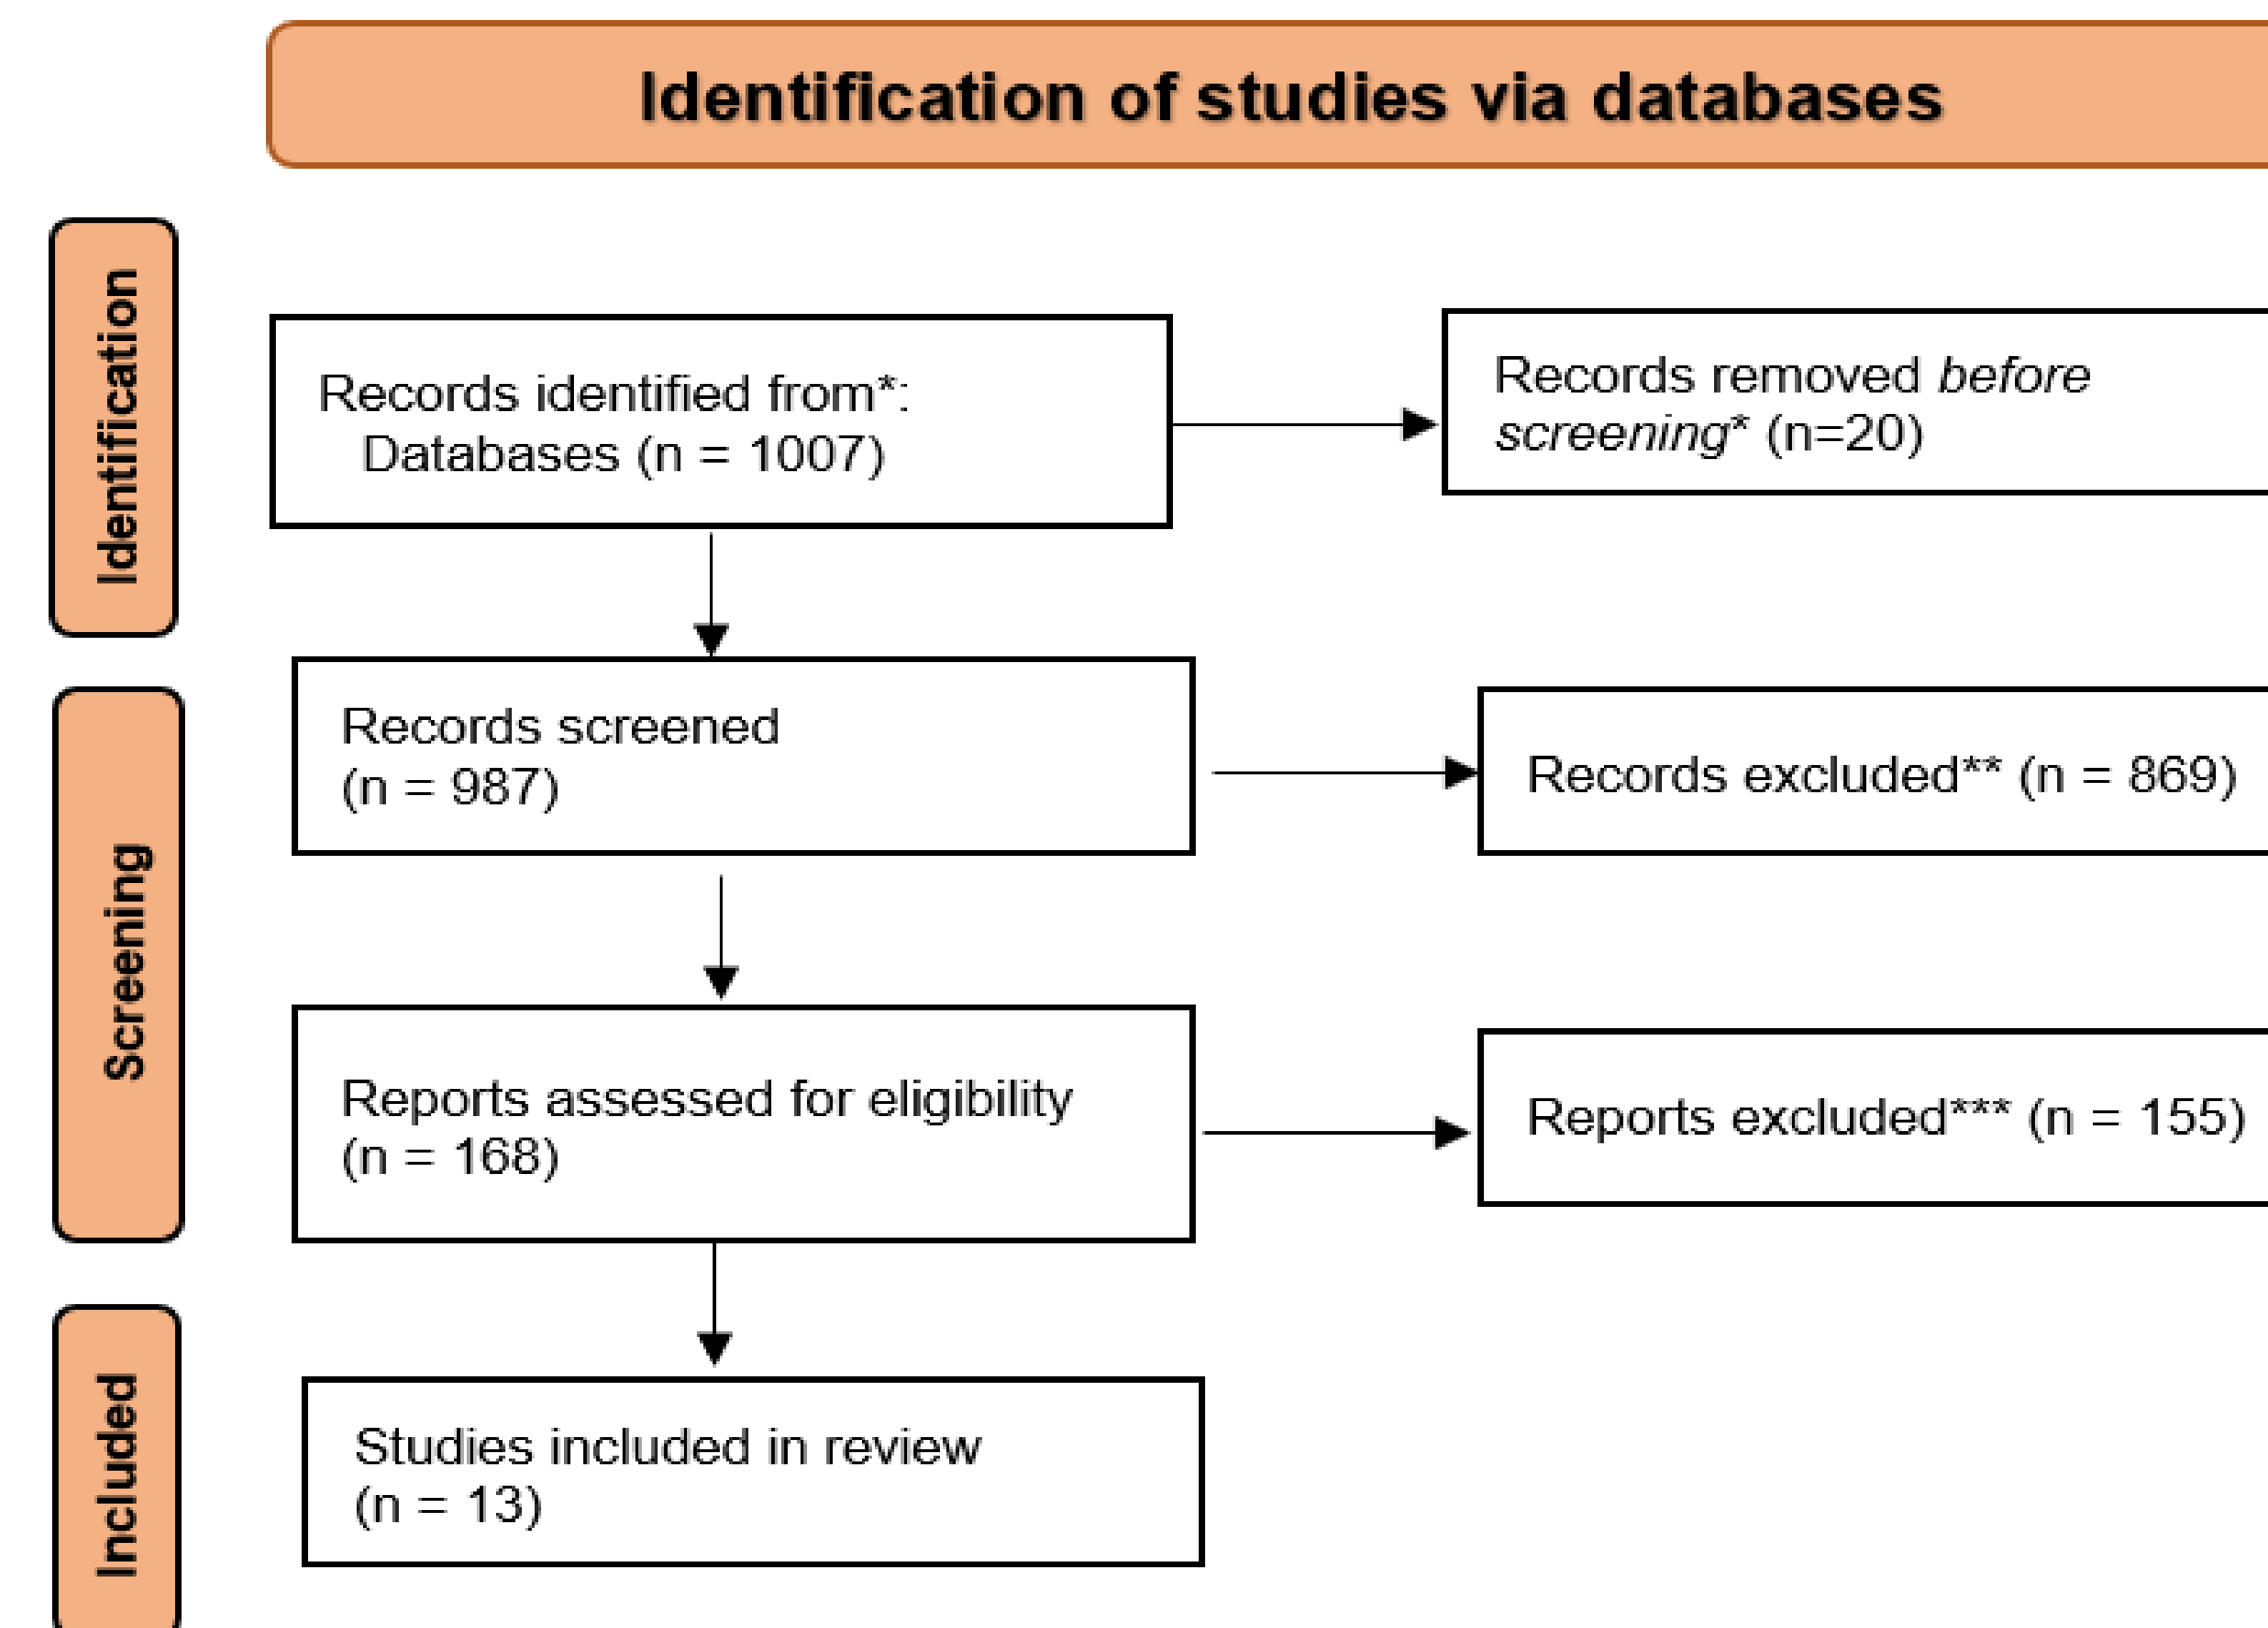 Identification of studies via databases
Identification
Records identified from*:
Databases (n = 1007)
Records removed before
screening* (n=20)
Screening
Records screened
(n = 987)
Records excluded** (n = 869)
Reports assessed for eligibility
(n = 168)
Reports excluded*** (n = 155)
Included
Studies included in review
(n = 13)